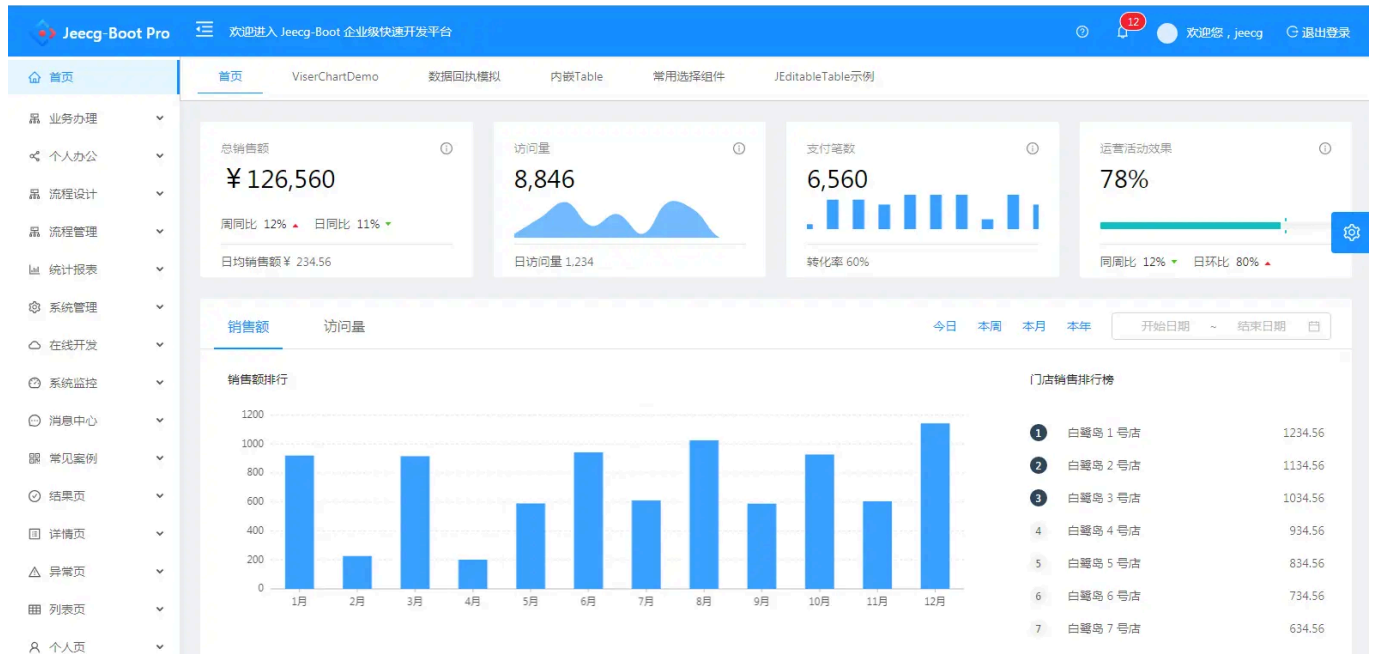 Jeecg-Boot Pro
欢迎进入 Jeecg-Boot 企业级快速开发平台
12
欢迎您，jeecg
退出登录
首页
业务办理
个人办公
流程设计
流程管理
统计报表
系统管理
在线开发
系统监控
消息中心
常见案例
结果页
详情页
异常页
列表页
个人页
首页 ViserChartDemo 数据回执模拟 内嵌Table 常用选择组件 JEditableTable示例
总销售额
￥126,560
周同比 12% 日同比 11%
日均销售额￥ 234.56
访问量
8,846
日访问量 1,234
支付笔数
6,560
转化率 60%
运营活动效果
78%
同周比 12% 日环比 80%
销售额 访问量
今日 本周 本月 本年 开始日期 ~ 结束日期
销售额排行
1200
1000
800
600
400
200
0
1月 2月 3月 4月 5月 6月 7月 8月 9月 10月 11月 12月
门店销售排行榜
1 白鹭岛 1 号店 1234.56
2 白鹭岛 2 号店 1134.56
3 白鹭岛 3 号店 1034.56
4 白鹭岛 4 号店 934.56
5 白鹭岛 5 号店 834.56
6 白鹭岛 6 号店 734.56
7 白鹭岛 7 号店 634.56